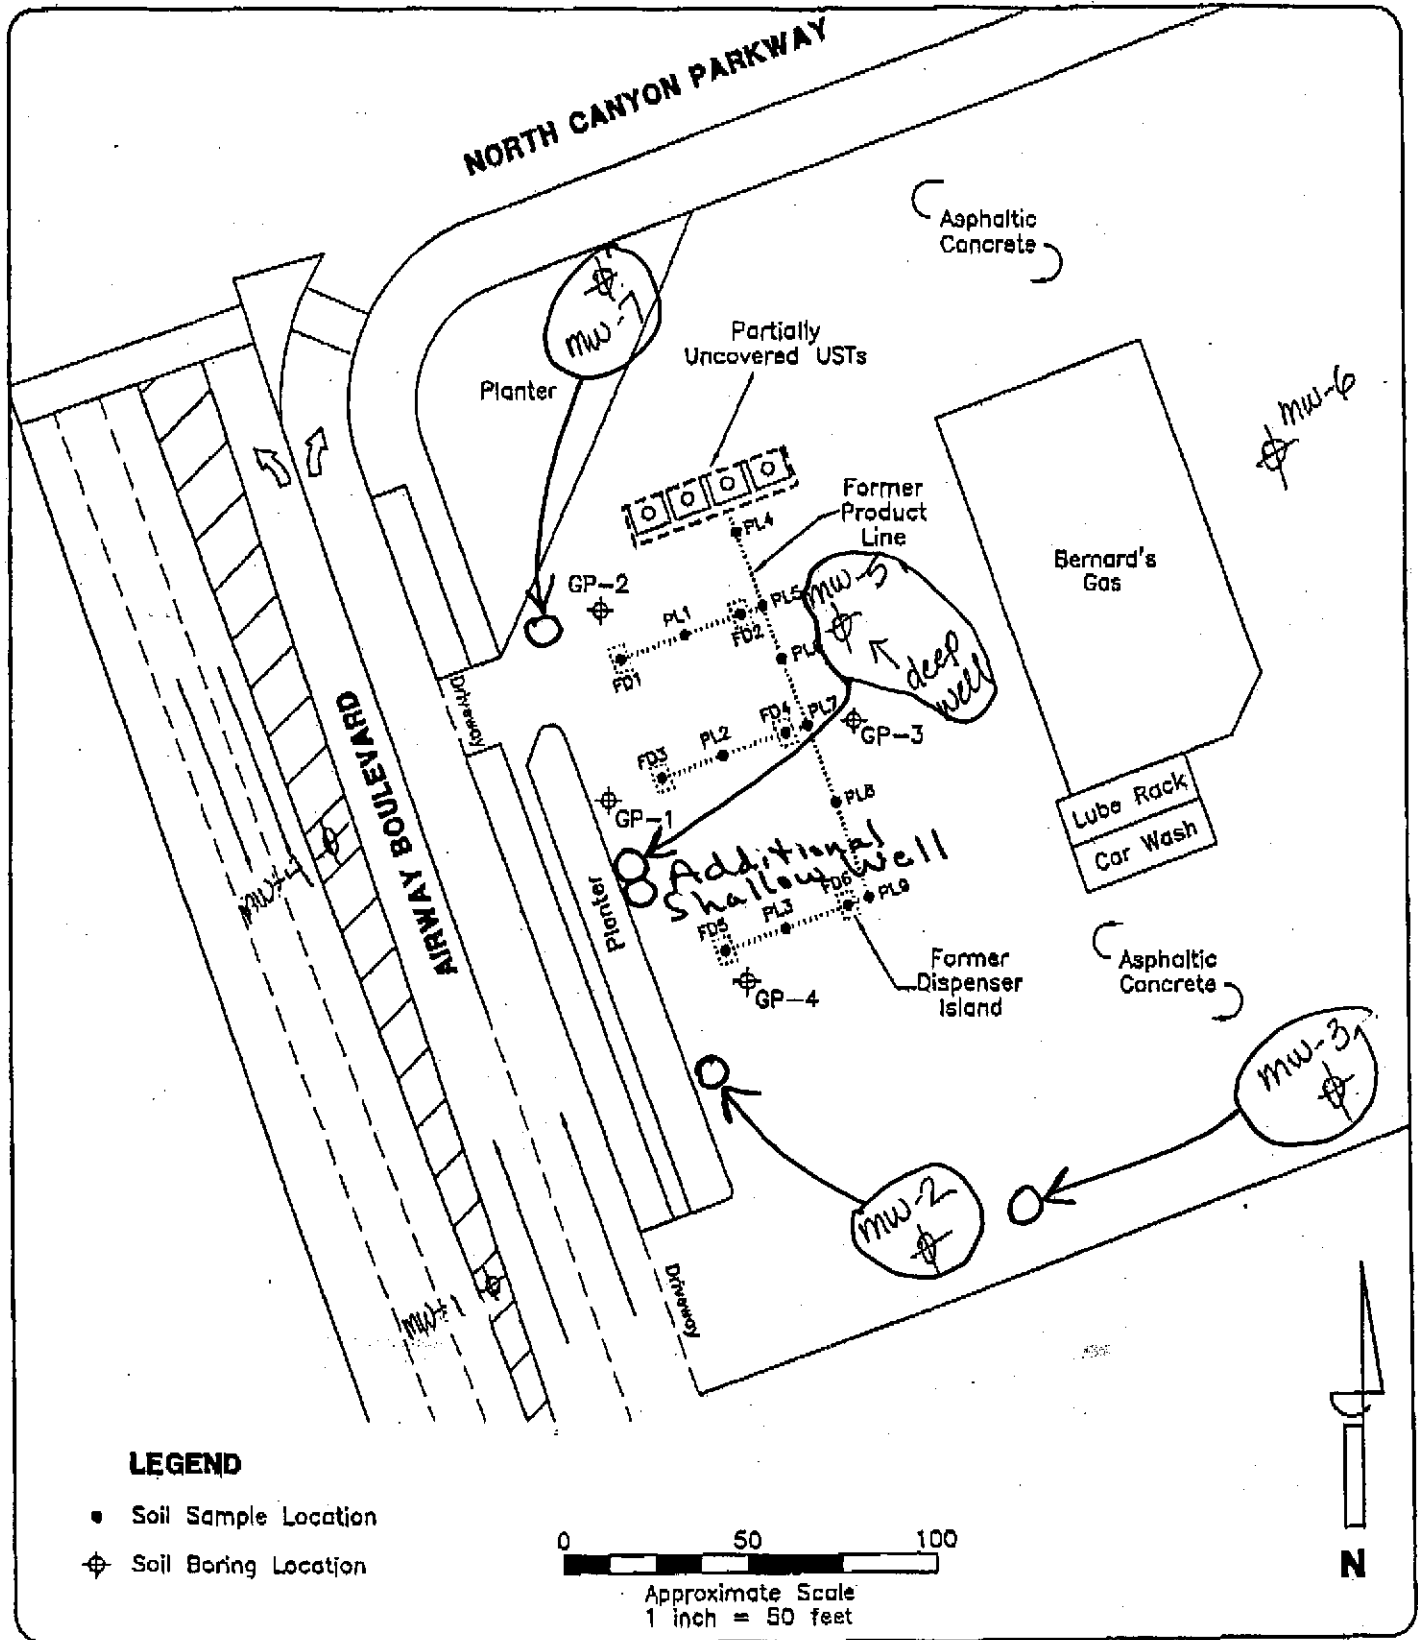 NORTH CANYON PARKWAY
Asphaltic
Concrete
mw-7
Partially
Uncovered USTs
Planter
mw-6
Former
Product
Line
PL4
Bernard's
Gas
GP-2
mw-5
PL5
PL1
FD2
deep
well
FD1
Driveway
PL7
FD4
GP-3
PL2
FD3
AIRWAY BOULEVARD
PL8
GP-1
Lube Rack
Car Wash
Additional
Shallow Well
Planter
FD6
PL9
PL3
FD5
Former
Dispenser
Island
GP-4
Asphaltic
Concrete
mw-3
mw-2
Driveway
LEGEND
Soil Sample Location
Soil Boring Location
0 50 100
Approximate Scale
1 inch = 50 feet
N